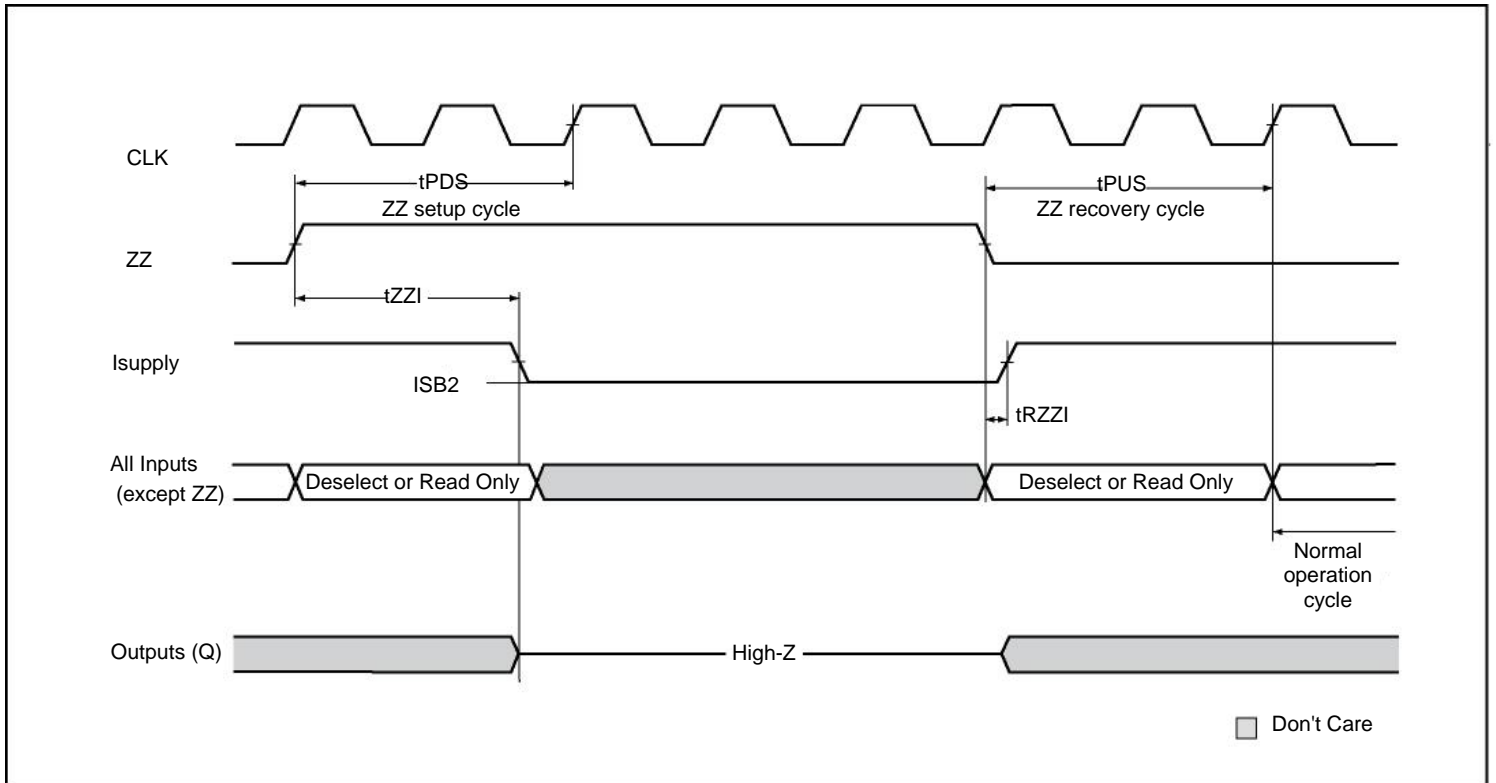 CLK
tPDS
ZZ setup cycle
tPUS
ZZ recovery cycle
ZZ
tZZI
Isupply
ISB2
tRZZI
All Inputs
(except ZZ)
Deselect or Read Only
Deselect or Read Only
Normal
operation
cycle
Outputs (Q)
High-Z
Don't Care